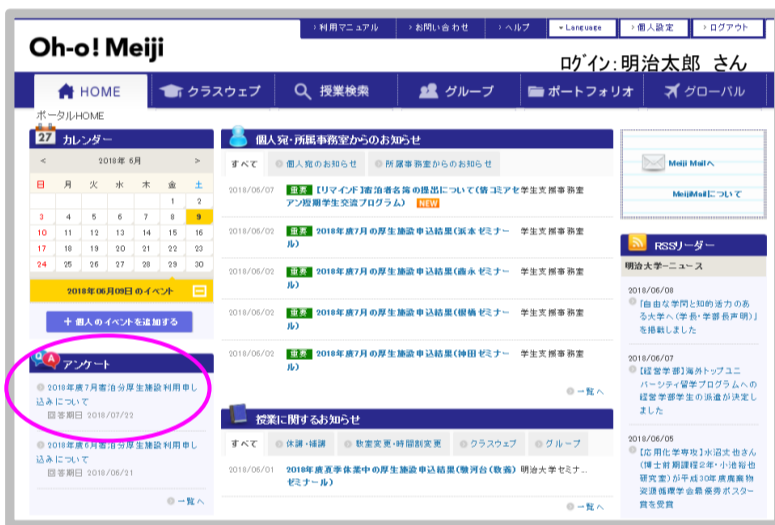 ›利用マニュアル ›お問い合わせ ›ヘルプ Language ›個人設定 ›ログアウト
Oh-o! Meiji
ログイン:明治太郎 さん
HOME クラスウェブ 授業検索 グループ ポートフォリオ グローバル
ポータルHOME
27 カレンダー
< 2018年 6月 >
日 月 火 水 木 金 土
1 2
3 4 5 6 7 8 9
10 11 12 13 14 15 16
17 18 19 20 21 22 23
24 25 26 27 28 29 30
2018年06月09日のイベント
+ 個人のイベントを追加する
Q A アンケート
2018年度7月宿泊分厚生施設利用申し
込みについて
回答期日 2018/07/22
2018年度6月宿泊分厚生施設利用申し
込みについて
回答期日 2018/06/21
一覧へ
個人宛・所属事務室からのお知らせ
すべて 個人宛のお知らせ 所属事務室からのお知らせ
2018/06/07 重要 【リマインド】宿泊者名簿の提出について( コミアセ 学生支援事務室
アン短期学生交流プログラム) NEW
2018/06/02 重要 2018年度7月の厚生施設申込結果(浜本ゼミナー 学生支援事務室
ル)
2018/06/02 重要 2018年度7月の厚生施設申込結果( 永ゼミナー 学生支援事務室
ル)
2018/06/02 重要 2018年度7月の厚生施設申込結果( ゼミナー 学生支援事務室
ル)
2018/06/02 重要 2018年度7月の厚生施設申込結果(神田ゼミナー 学生支援事務室
ル)
一覧へ
授業に関するお知らせ
すべて 休講・補講 教室変更・時間割変更 クラスウェブ グループ
2018/06/01 2018年度夏季休業中の厚生施設申込結果(駿河台(教養) 明治大学セミナ...
ゼミナール)
一覧へ
Meiji Mailへ
MeijiMailについて
RSSリーダー
明治大学-ニュース
2018/06/08
「自由な学問と知的活力のあ
る大学へ(学長・学部長声明)」
を掲載しました
2018/06/07
【経営学部】海外トップユニ
バーシティ留学プログラムへの
経営学部学生の派遣が決定し
ました
2018/06/05
【応用化学専攻】水沼丈也さん
(博士前期課程2年・小池裕也
研究室)が平成30年度廃棄物
資源循環学会最優秀ポスター
賞を受賞